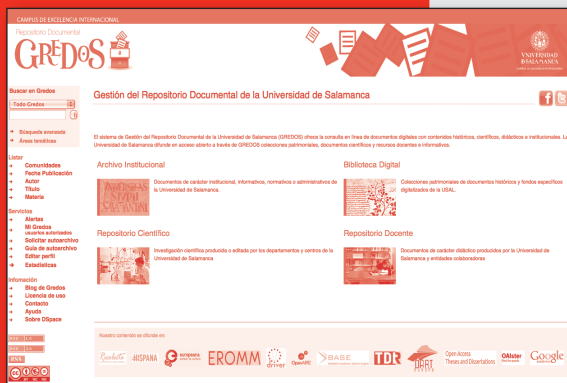 CAMPUS DE EXCELENCIA INTERNACIONAL
Repositorio Documental
GREDOS
VNIVERSIDAD
D SALAMANCA
Buscar en Gredos
Todo Gredos
Búsqueda avanzada
Áreas temáticas
Listar
Comunidades
Fecha Publicación
Autor
Título
Materia
Servicios
Alertas
Mi Gredos
usuarios autorizados
Solicitar autoarchivo
Guía de autoarchivo
Editar perfil
Estadísticas
Infomación
Blog de Gredos
Licencia de uso
Contacto
Ayuda
Sobre DSpace
Gestión del Repositorio Documental de la Universidad de Salamanca
El sistema de Gestión del Repositorio Documental de la Universidad de Salamanca (GREDOS) ofrece la consulta en línea de documentos digitales con contenidos históricos, científicos, didácticos e institucionales. La
Universidad de Salamanca difunde en acceso abierto a través de GREDOS colecciones patrimoniales, documentos científicos y recursos docentes e informativos.
Archivo Institucional
Documentos de carácter institucional, informativos, normativos o administrativos de
la Universidad de Salamanca.
Biblioteca Digital
Colecciones patrimoniales de documentos históricos y fondos específicos
digitalizados de la USAL.
Repositorio Científico
Investigación científica producida o editada por los departamentos y centros de la
Universidad de Salamanca
Repositorio Docente
Documentos de carácter didáctico producidos por la Universidad de
Salamanca y entidades colaboradoras
Nuestro contenido se difunde en:
Recolecta
HISPANA
europeana
EROMM
driver
OpenAIRE
BASE
TDR
DART
EUROPE
Open Access
Theses and Dissertations
OAIster
Google